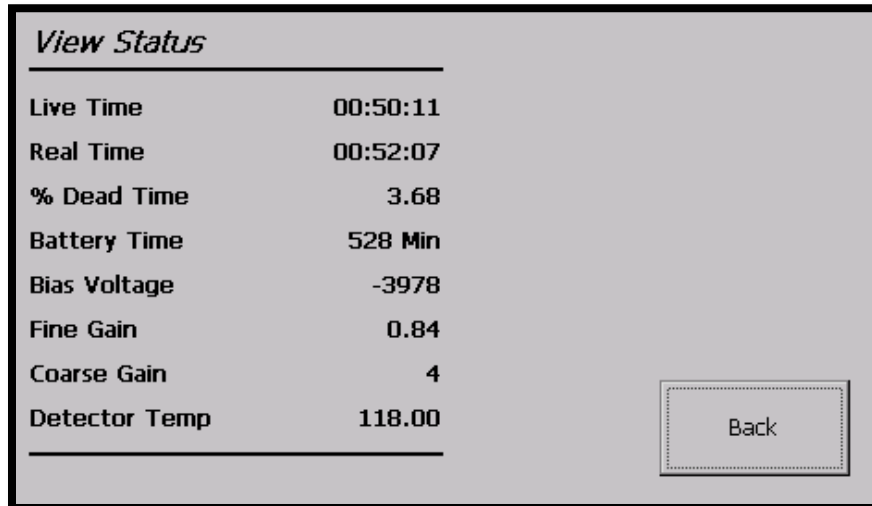 View Status
Live Time 00:50:11
Real Time 00:52:07
% Dead Time 3.68
Battery Time 528 Min
Bias Voltage -3978
Fine Gain 0.84
Coarse Gain 4
Detector Temp 118.00
Back